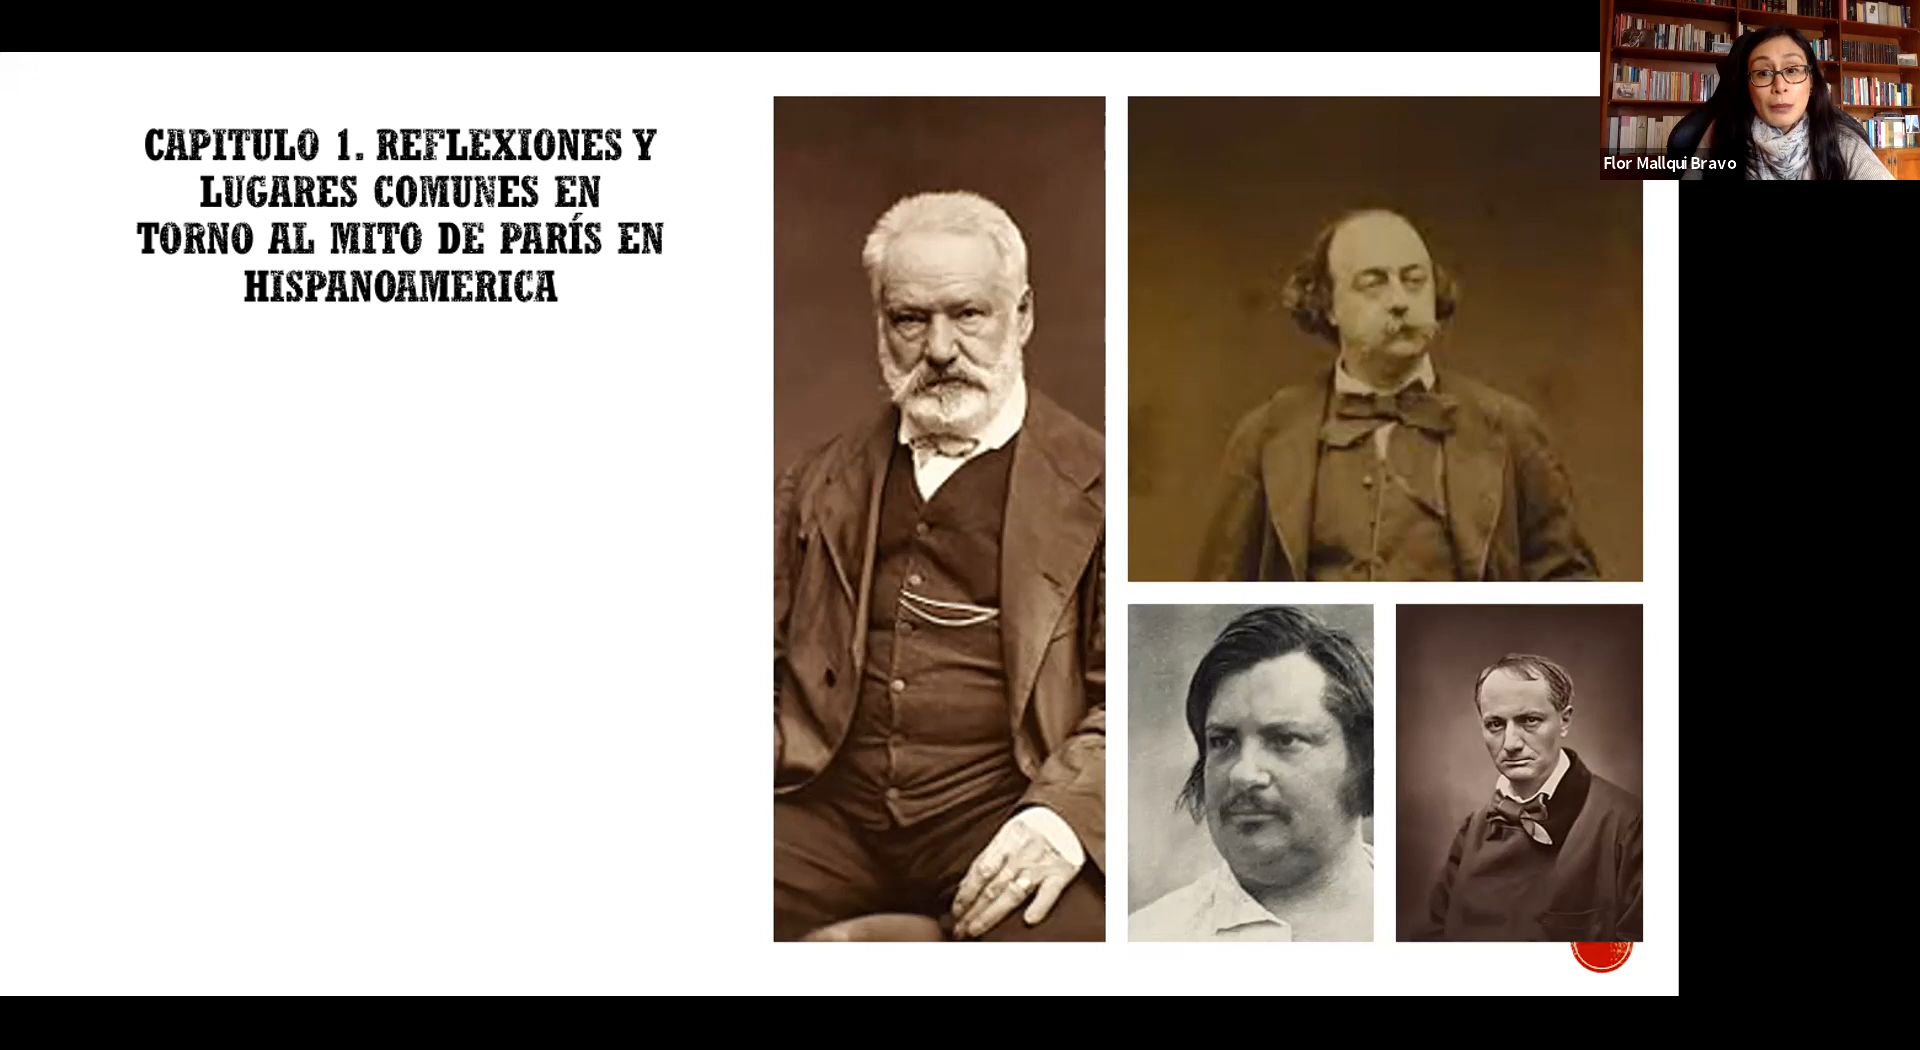 CAPITULO 1. REFLEXIONES Y
LUGARES COMUNES EN
TORNO AL MITO DE PARÍS EN
HISPANOAMERICA
Flor Mallqui Bravo